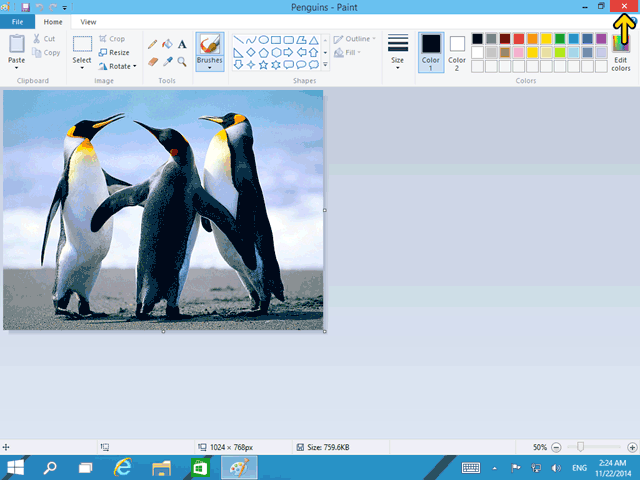 Penguins - Paint
File Home View
Paste Cut Copy Clipboard
Select Crop Resize Rotate Image
A Tools
Brushes
Outline Fill Shapes
Size
Color 1 Color 2 Edit colors Colors
1024 × 768px Size: 759.6KB 50%
ENG 2:24 AM
11/22/2014